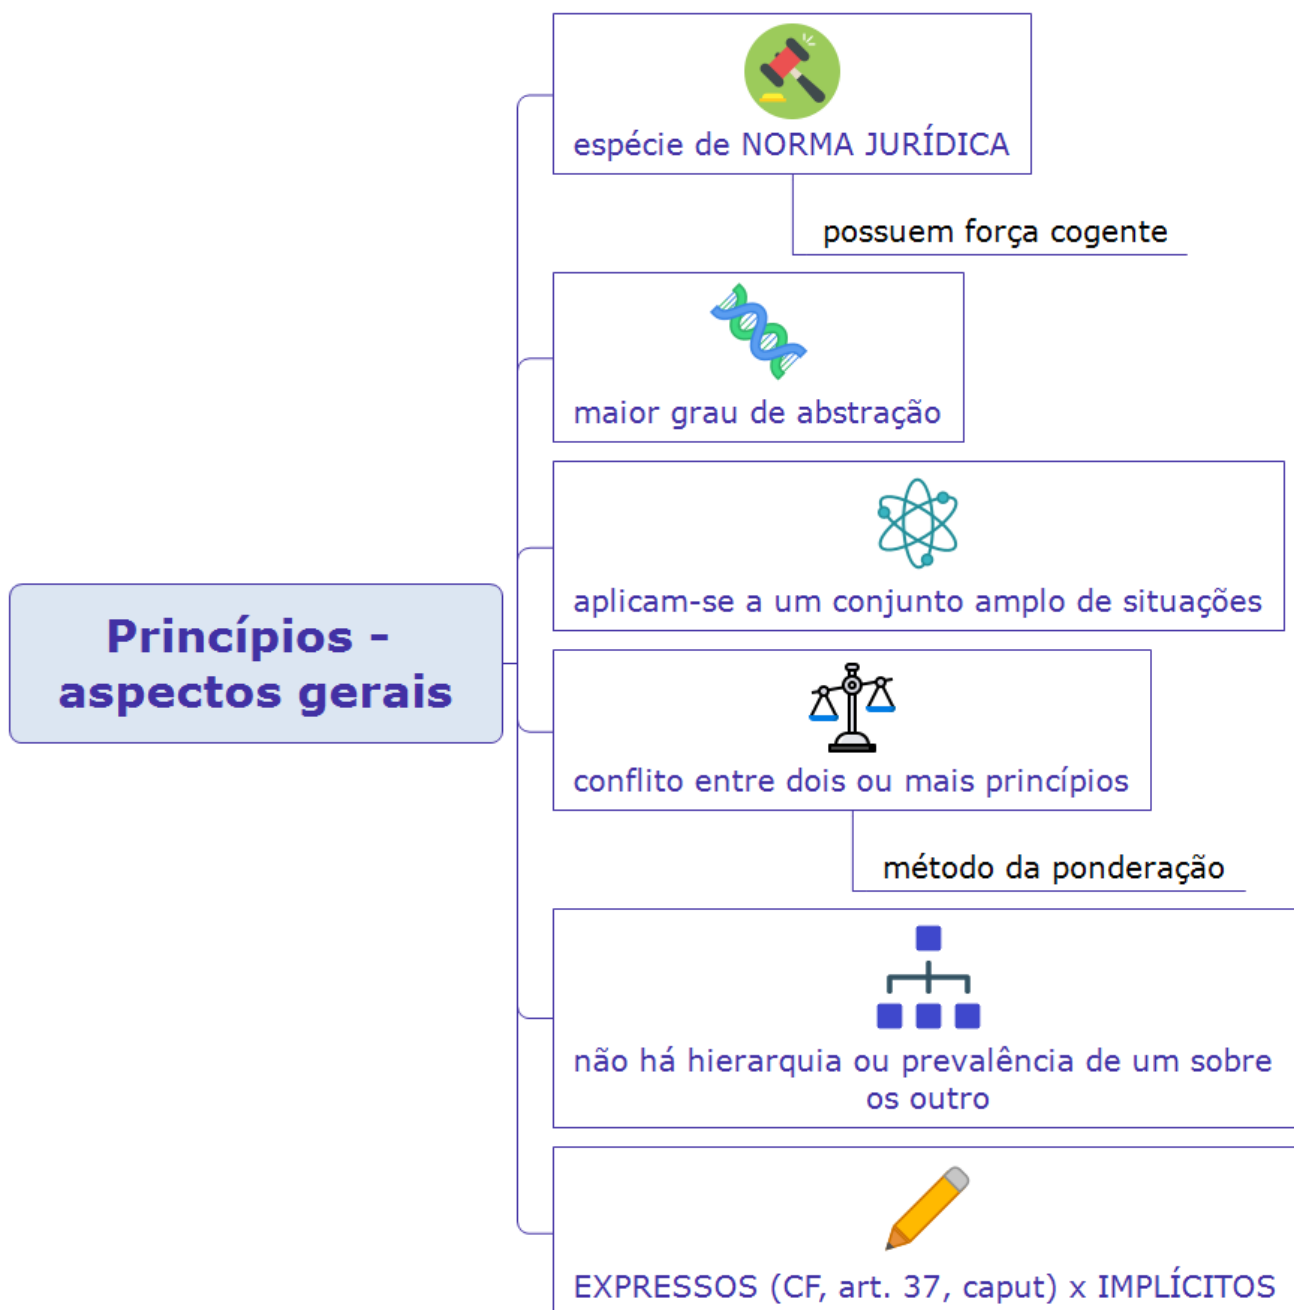 espécie de NORMA JURÍDICA
possuem força cogente
maior grau de abstração
aplicam-se a um conjunto amplo de situações
Princípios -
aspectos gerais
conflito entre dois ou mais princípios
método da ponderação
não há hierarquia ou prevalência de um sobre
os outro
EXPRESSOS (CF, art. 37, caput) x IMPLÍCITOS